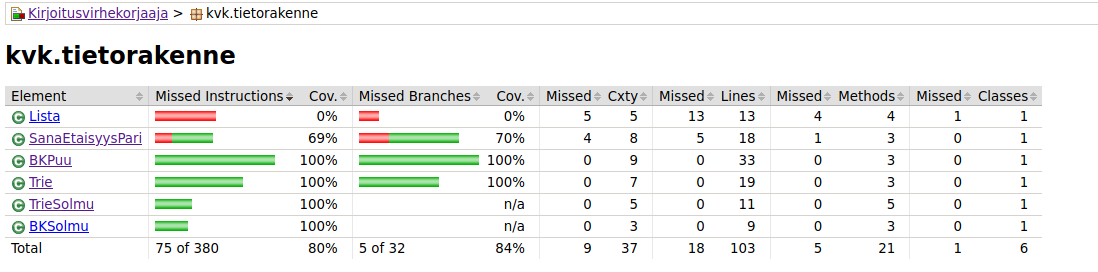 Kirjoitusvirhekorjaaja > kvk.tietorakenne
kvk.tietorakenne
Element Missed Instructions Cov. Missed Branches Cov. Missed Cxty Missed Lines Missed Methods Missed Classes
Lista 0% 0% 5 5 13 13 4 4 1 1
SanaEtaisyysPari 69% 70% 4 8 5 18 1 3 0 1
BKPuu 100% 100% 0 9 0 33 0 3 0 1
Trie 100% 100% 0 7 0 19 0 3 0 1
TrieSolmu 100% n/a 0 5 0 11 0 5 0 1
BKSolmu 100% n/a 0 3 0 9 0 3 0 1
Total 75 of 380 80% 5 of 32 84% 9 37 18 103 5 21 1 6